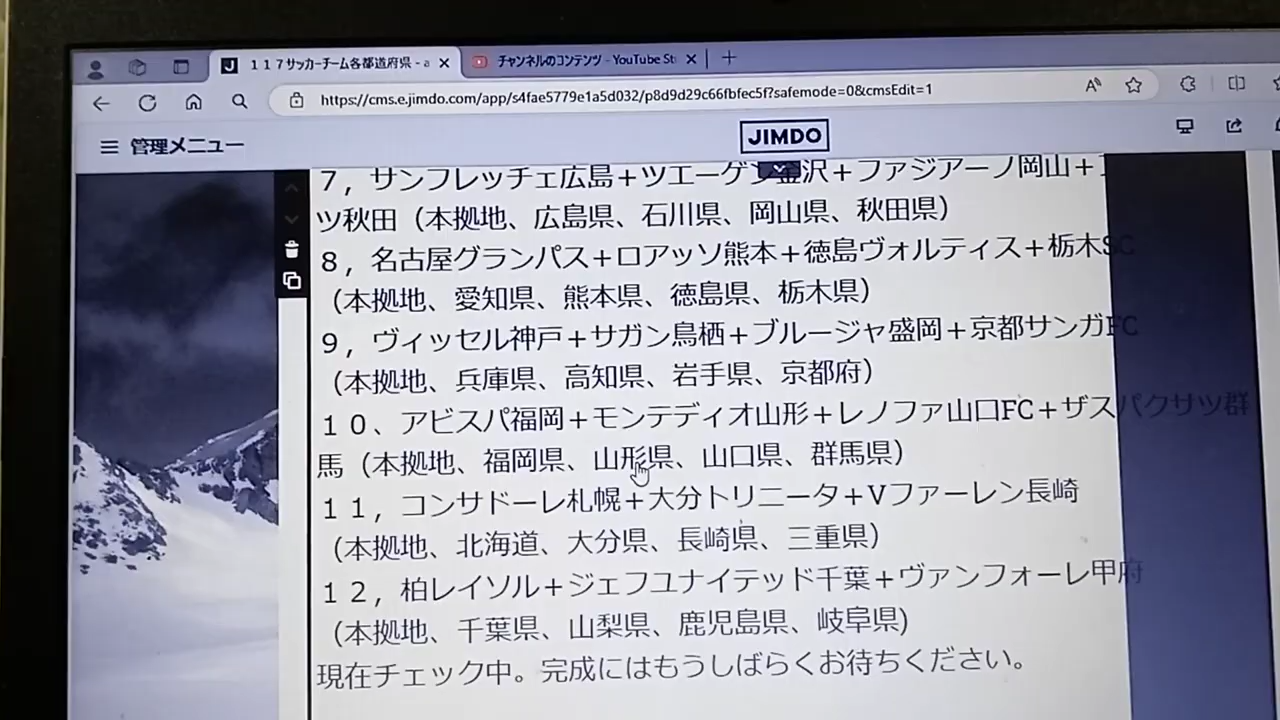 117サッカーチーム各都道府県 - a
チャンネルのコンテンツ - YouTube St
https://cms.e.jimdo.com/app/s4fae5779e1a5d032/p8d9d29c66fbfec5f?safemode=0&cmsEdit=1
管理メニュー
JIMDO
7，サンフレッチェ広島＋ツエーゲン金沢＋ファジアーノ岡山＋
ツ秋田（本拠地、広島県、石川県、岡山県、秋田県）
8，名古屋グランパス＋ロアッソ熊本＋徳島ヴォルティス＋栃木SC
（本拠地、愛知県、熊本県、徳島県、栃木県）
9，ヴィッセル神戸＋サガン鳥栖＋ブルージャ盛岡＋京都サンガFC
（本拠地、兵庫県、高知県、岩手県、京都府）
１０、アビスパ福岡＋モンテディオ山形＋レノファ山口FC＋ザスパクサツ群
馬（本拠地、福岡県、山形県、山口県、群馬県）
１１，コンサドーレ札幌＋大分トリニータ＋Vファーレン長崎
（本拠地、北海道、大分県、長崎県、三重県）
１２，柏レイソル＋ジェフユナイテッド千葉＋ヴァンフォーレ甲府
（本拠地、千葉県、山梨県、鹿児島県、岐阜県)
現在チェック中。完成にはもうしばらくお待ちください。